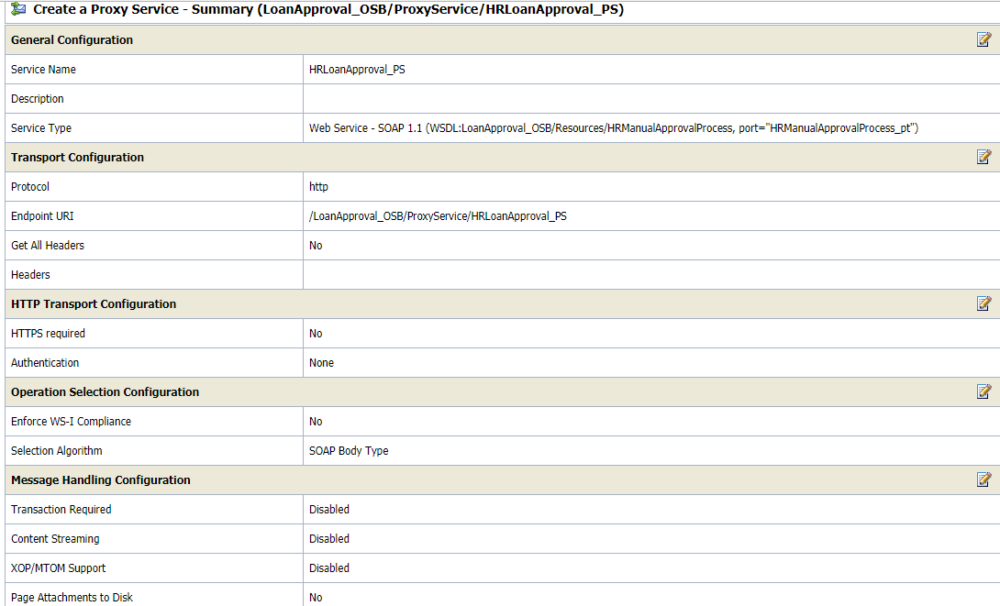 Create a Proxy Service - Summary (LoanApproval_OSB/ProxyService/HRLoanApproval_PS)
General Configuration
Service Name HRLoanApproval_PS
Description
Service Type Web Service - SOAP 1.1 (WSDL:LoanApproval_OSB/Resources/HRManualApprovalProcess, port="HRManualApprovalProcess_pt")
Transport Configuration
Protocol http
Endpoint URI /LoanApproval_OSB/ProxyService/HRLoanApproval_PS
Get All Headers No
Headers
HTTP Transport Configuration
HTTPS required No
Authentication None
Operation Selection Configuration
Enforce WS-I Compliance No
Selection Algorithm SOAP Body Type
Message Handling Configuration
Transaction Required Disabled
Content Streaming Disabled
XOP/MTOM Support Disabled
Page Attachments to Disk No